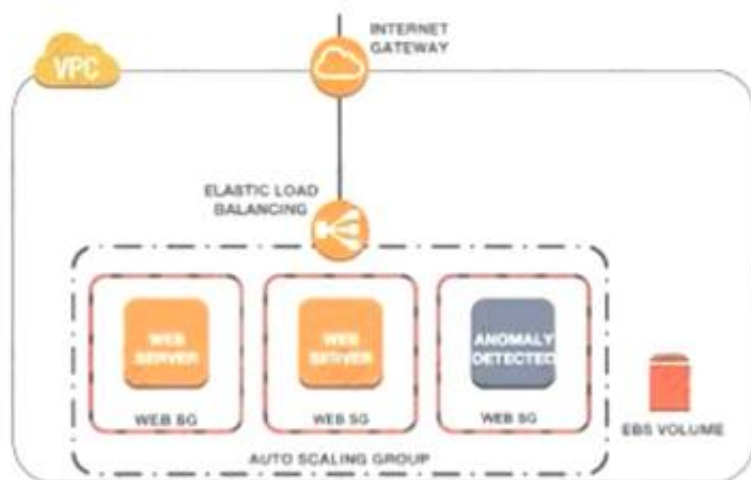 INTERNET
GATEWAY
VPC
ELASTIC LOAD
BALANCING
WEB
SERVER
WEB
SERVER
ANOMALY
DETECTED
WEB SG
WEB SG
WEB SG
EBS VOLUME
AUTO SCALING GROUP